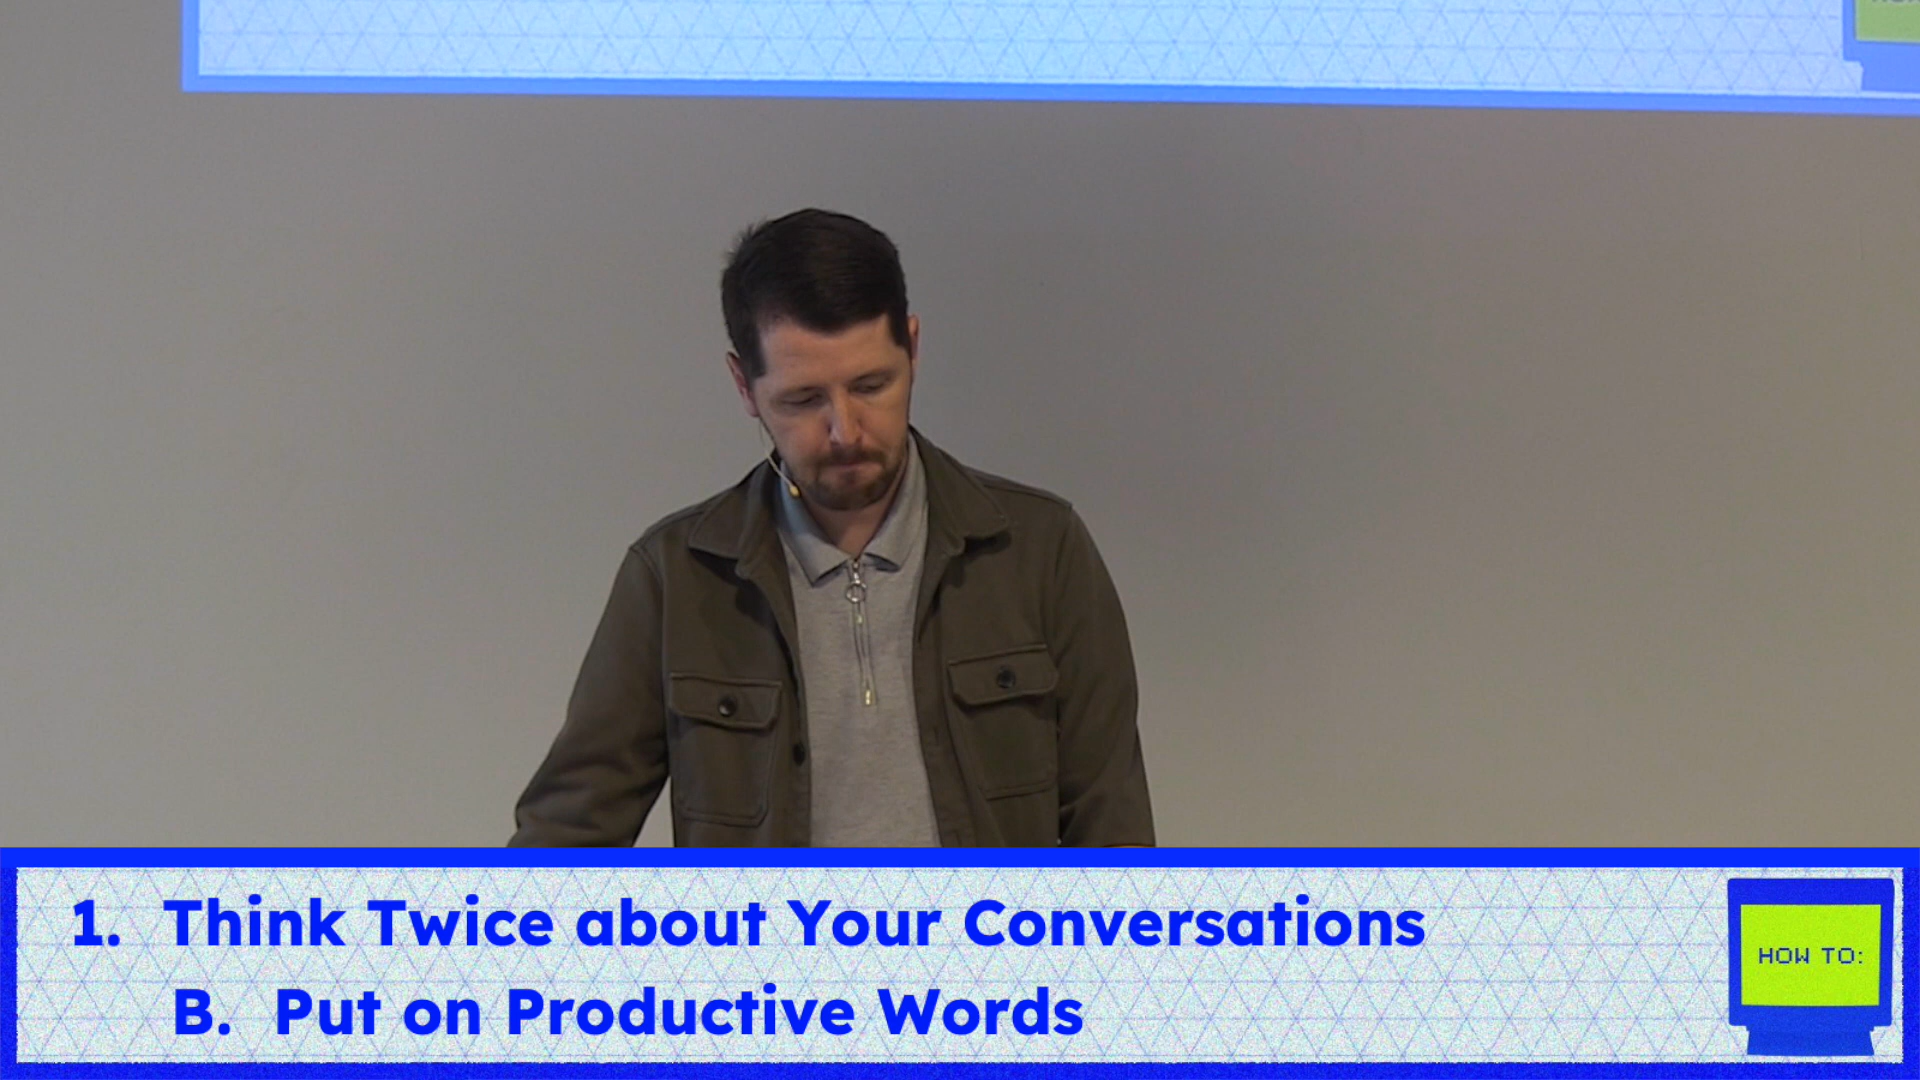 1. Think Twice about Your Conversations
B. Put on Productive Words
HOW TO: